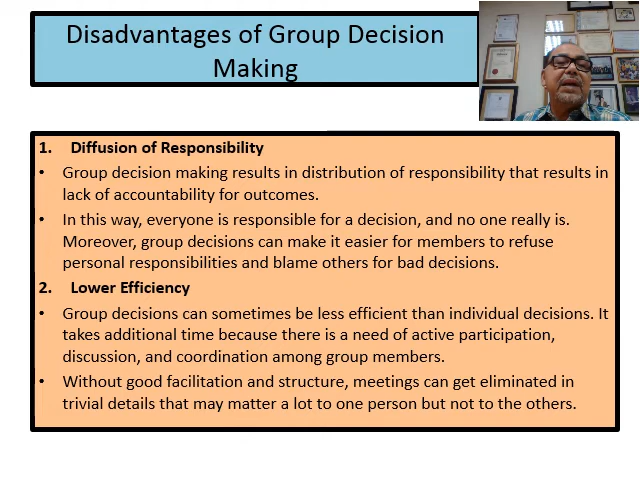 Disadvantages of Group Decision
Making
1. Diffusion of Responsibility
• Group decision making results in distribution of responsibility that results in
lack of accountability for outcomes.
• In this way, everyone is responsible for a decision, and no one really is.
Moreover, group decisions can make it easier for members to refuse
personal responsibilities and blame others for bad decisions.
2. Lower Efficiency
• Group decisions can sometimes be less efficient than individual decisions. It
takes additional time because there is a need of active participation,
discussion, and coordination among group members.
• Without good facilitation and structure, meetings can get eliminated in
trivial details that may matter a lot to one person but not to the others.